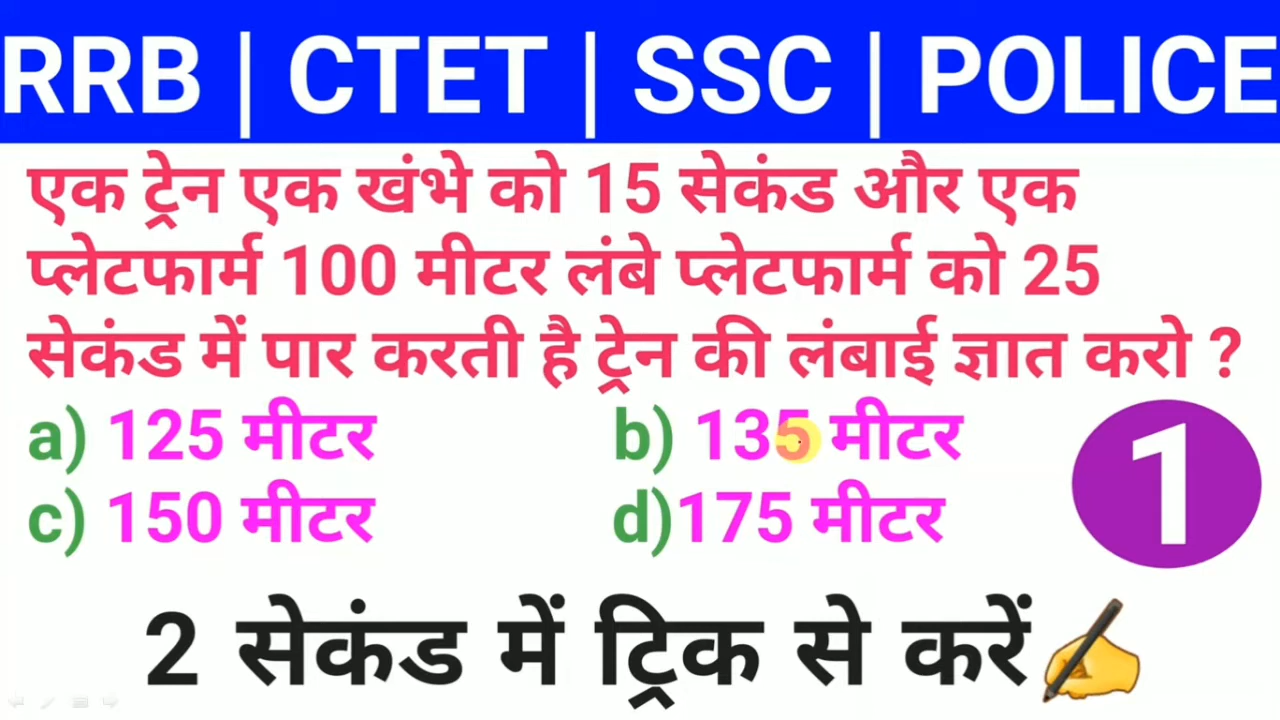 RRB | CTET | SSC | POLICE
एक ट्रेन एक खंभे को 15 सेकंड और एक
प्लेटफार्म 100 मीटर लंबे प्लेटफार्म को 25
सेकंड में पार करती है ट्रेन की लंबाई ज्ञात करो ?
a) 125 मीटर b) 135 मीटर
c) 150 मीटर d)175 मीटर
1
2 सेकंड में ट्रिक से करें